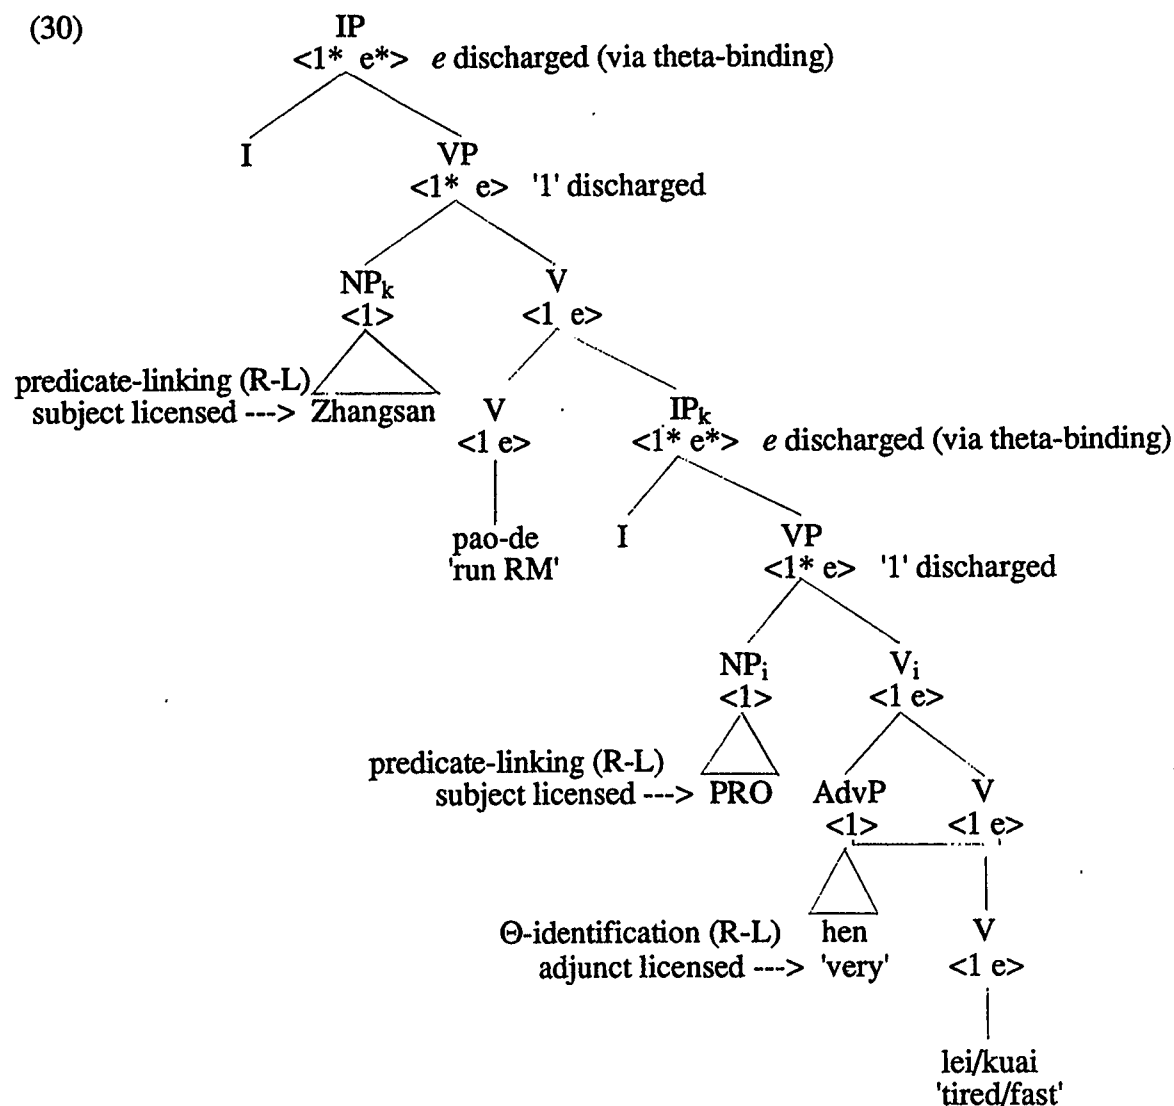 (30)
IP
<1* e*> e discharged (via theta-binding)
I VP
<1* e> '1' discharged
NPk V
<1> <1 e>
predicate-linking (R-L)
subject licensed ---> Zhangsan V IPk
<1 e> <1* e*> e discharged (via theta-binding)
pao-de I VP
'run RM' <1* e> '1' discharged
NPi Vi
<1> <1 e>
predicate-linking (R-L)
subject licensed ---> PRO AdvP V
<1> <1 e>
Θ-identification (R-L) hen V
adjunct licensed ---> 'very' <1 e>
lei/kuai
'tired/fast'